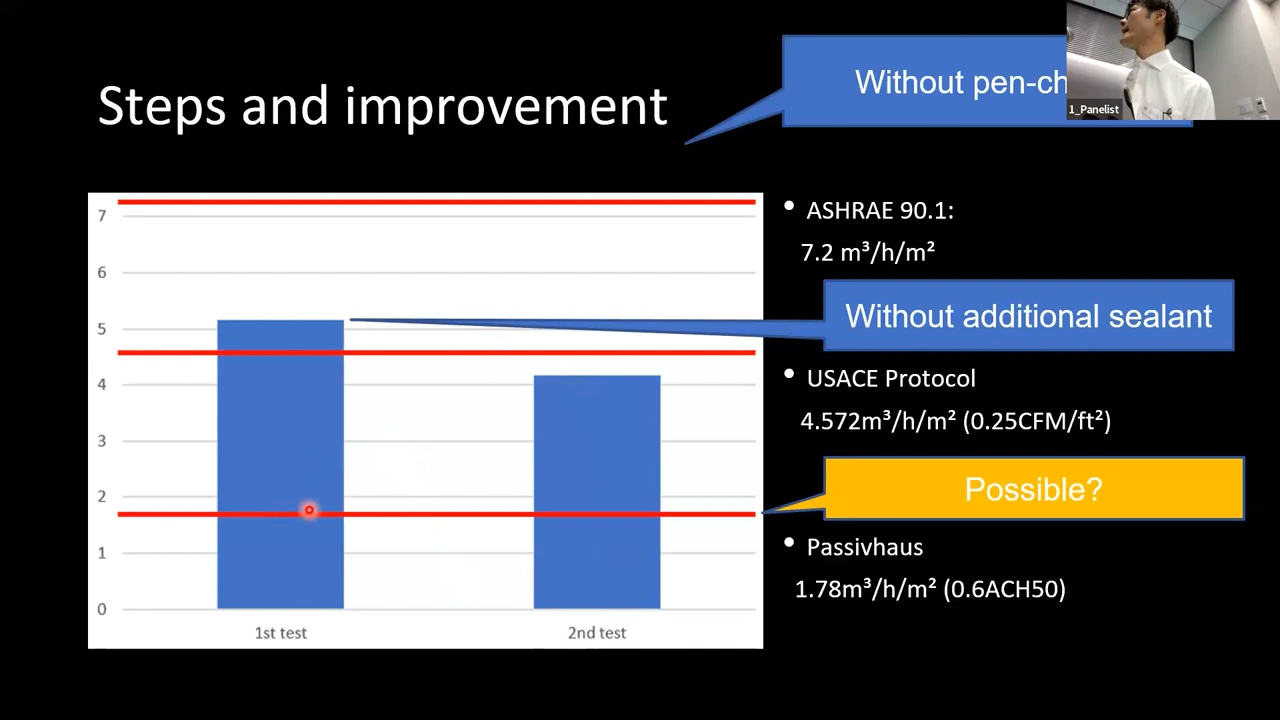 Without pen-ch
1_Panelist
Steps and improvement
7
6
5
4
3
2
1
0
1st test
2nd test
• ASHRAE 90.1:
7.2 m³/h/m²
Without additional sealant
• USACE Protocol
4.572m³/h/m² (0.25CFM/ft²)
Possible?
• Passivhaus
1.78m³/h/m² (0.6ACH50)